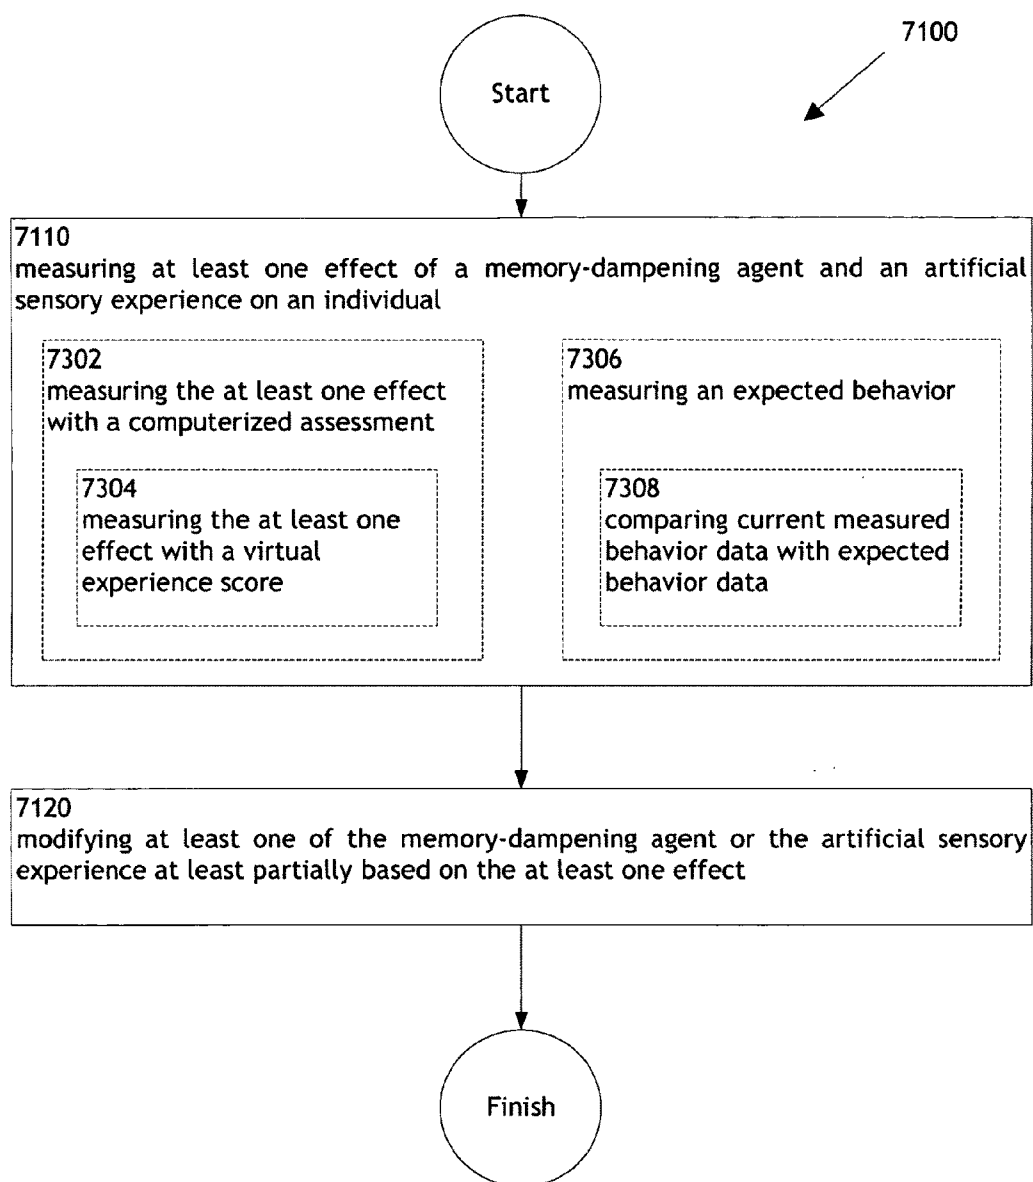 7100
Start
7110
measuring at least one effect of a memory-dampening agent and an artificial
sensory experience on an individual
7302
measuring the at least one effect
with a computerized assessment
7304
measuring the at least one
effect with a virtual
experience score
7306
measuring an expected behavior
7308
comparing current measured
behavior data with expected
behavior data
7120
modifying at least one of the memory-dampening agent or the artificial sensory
experience at least partially based on the at least one effect
Finish